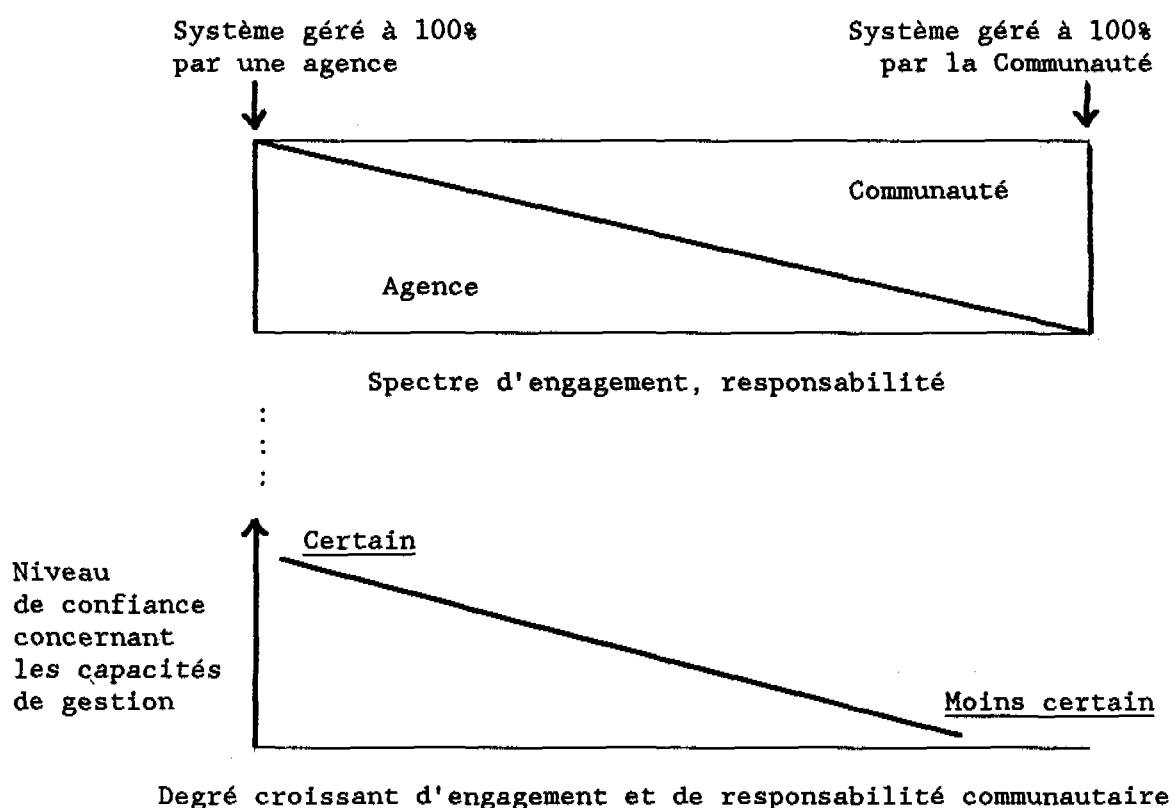 Système géré à 100%
par une agence
Système géré à 100%
par la Communauté
Communauté
Agence
Spectre d'engagement, responsabilité
Certain
Niveau
de confiance
concernant
les capacités
de gestion
Moins certain
Degré croissant d'engagement et de responsabilité communautaire